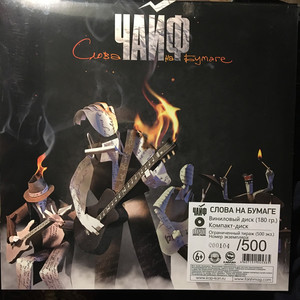 ЧАЙФ
Слова на бумаге
ЧАЙФ СЛОВА НА БУМАГЕ
Виниловый диск (180 гр.)
Компакт-диск
Ограниченный тираж (500 экз.)
Номер экземпляра:
000104 /500
6+